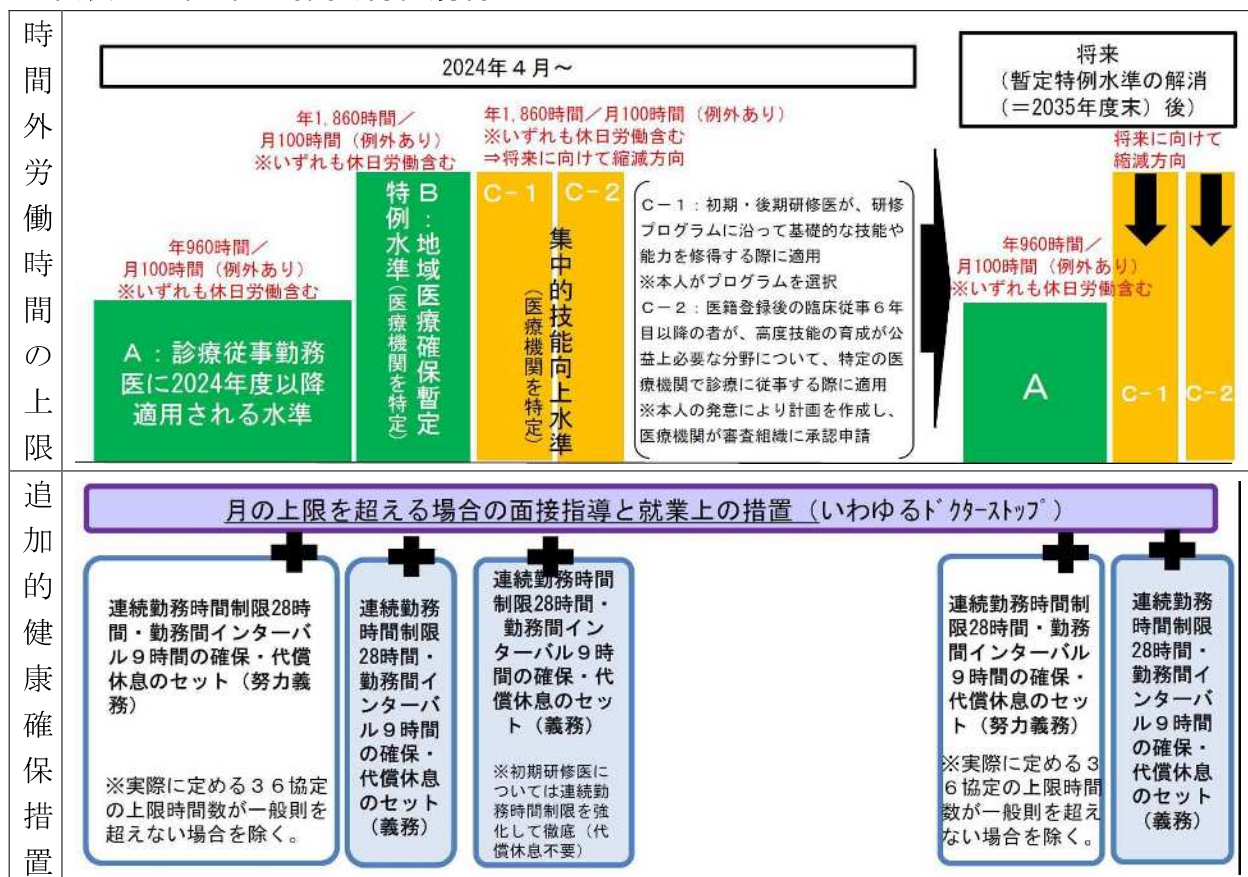 時間外労働時間の上限
2024年4月~
将来
(暫定特例水準の解消
(=2035年度末)後)
年1,860時間/
月100時間(例外あり)
※いずれも休日労働含む
年1,860時間/月100時間(例外あり)
※いずれも休日労働含む
⇒将来に向けて縮減方向
年960時間/
月100時間(例外あり)
※いずれも休日労働含む
A:診療従事勤務
医に2024年度以降
適用される水準
B:地域医療確保暫定
特例水準(医療機関を特定)
C-1
C-2
集中的技能向上水準
(医療機関を特定)
C-1:初期・後期研修医が、研修
プログラムに沿って基礎的な技能や
能力を修得する際に適用
※本人がプログラムを選択
C-2:医籍登録後の臨床従事6年
目以降の者が、高度技能の育成が公
益上必要な分野について、特定の医
療機関で診療に従事する際に適用
※本人の発意により計画を作成し、
医療機関が審査組織に承認申請
将来に向けて
縮減方向
年960時間/
月100時間(例外あり)
※いずれも休日労働含む
A
C-1
C-2
追加的健康確保措置
月の上限を超える場合の面接指導と就業上の措置(いわゆるドクターストップ)
連続勤務時間制限28時
間・勤務間インターバ
ル9時間の確保・代償
休息のセット(努力義
務)
※実際に定める36協定
の上限時間数が一般則を
超えない場合を除く。
連続勤務
時間制限
28時間・
勤務間イ
ンターバ
ル9時間
の確保・
代償休息
のセット
(義務)
連続勤務時間
制限28時間・
勤務間イン
ターバル9時
間の確保・代
償休息のセッ
ト(義務)
※初期研修医に
ついては連続勤
務時間制限を強
化して徹底(代
償休息不要)
連続勤務時間制
限28時間・勤務
間インターバル
9時間の確保・
代償休息のセッ
ト(努力義務)
※実際に定める3
6協定の上限時間
数が一般則を超え
ない場合を除く。
連続勤務
時間制限
28時間・
勤務間イ
ンターバ
ル9時間
の確保・
代償休息
のセット
(義務)